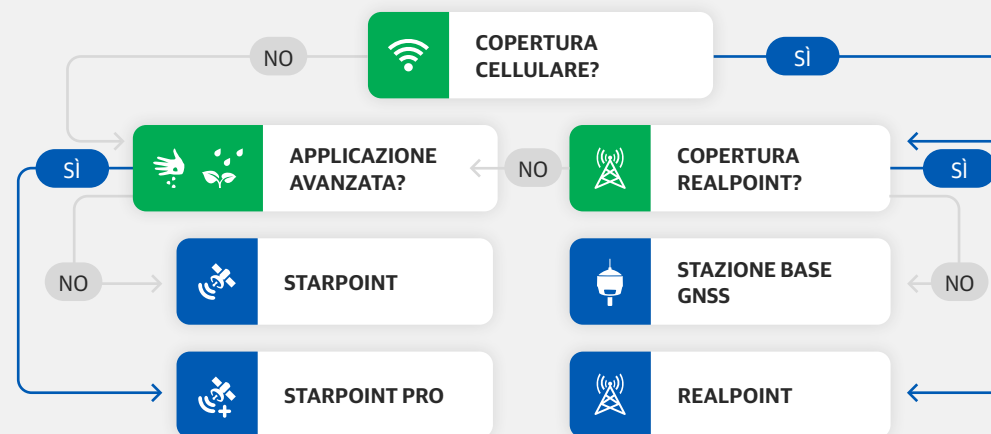 NO
COPERTURA
CELLULARE?
SÌ
SÌ
APPLICAZIONE
AVANZATA?
NO
COPERTURA
REALPOINT?
SÌ
NO
STARPOINT
STAZIONE BASE
GNSS
NO
STARPOINT PRO
REALPOINT